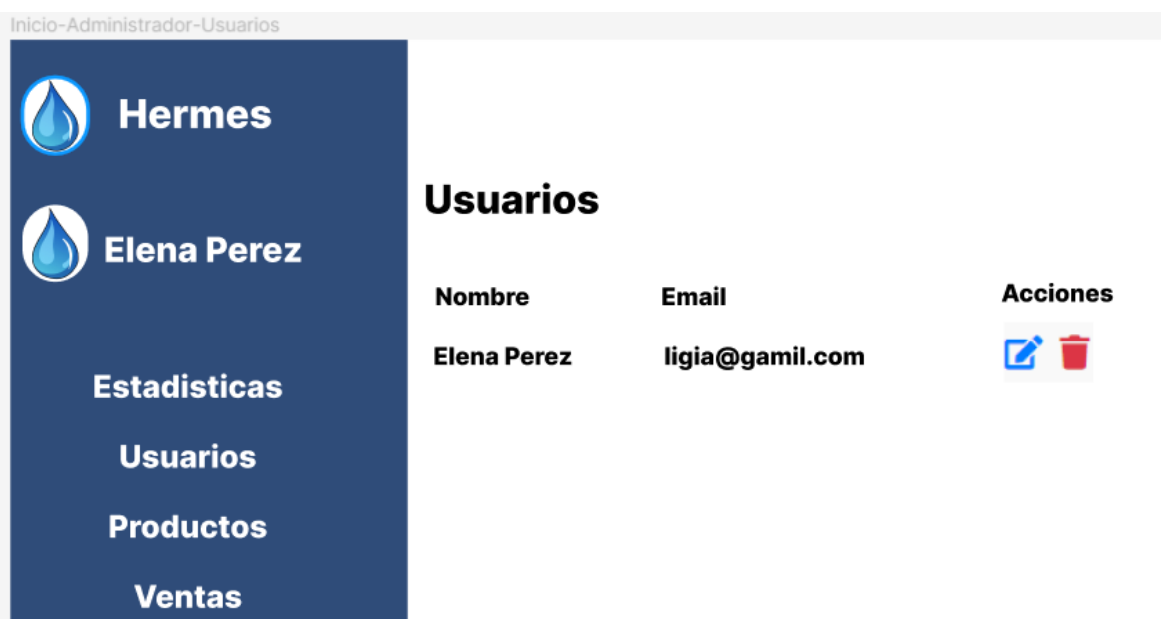 Inicio-Administrador-Usuarios
Hermes
Elena Perez
Estadisticas
Usuarios
Productos
Ventas
Usuarios
Nombre Email Acciones
Elena Perez ligia@gamil.com